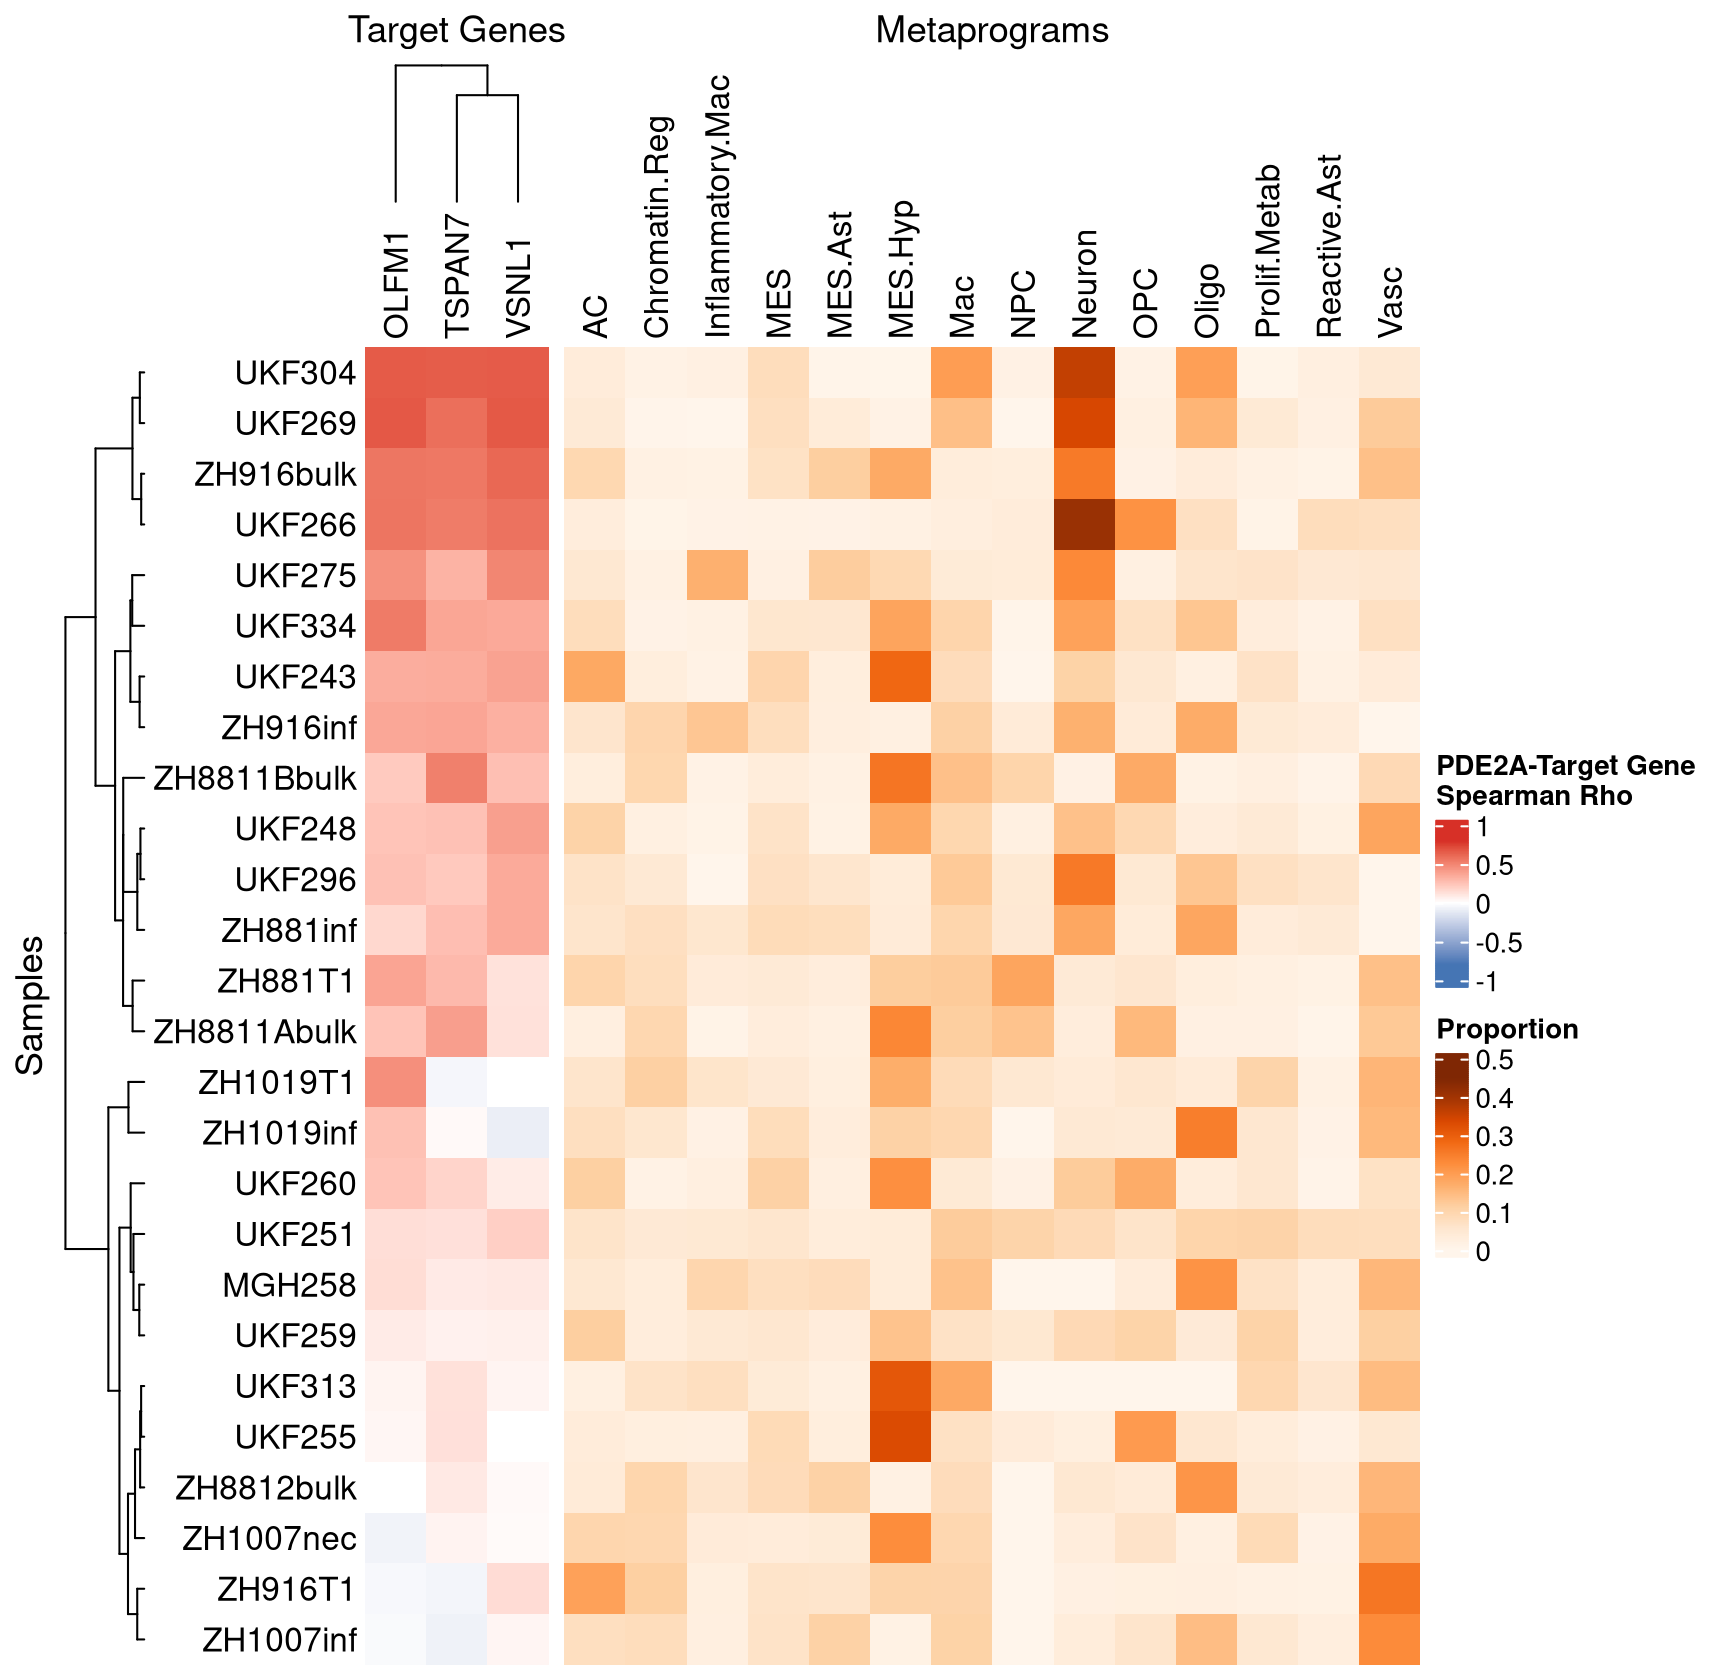 Target Genes
Metaprograms
OLFM1
TSPAN7
VSNL1
AC
Chromatin.Reg
Inflammatory.Mac
MES
MES.Ast
MES.Hyp
Mac
NPC
Neuron
OPC
Oligo
Prolif.Metab
Reactive.Ast
Vasc
Samples
UKF304
UKF269
ZH916bulk
UKF266
UKF275
UKF334
UKF243
ZH916inf
ZH8811Bbulk
UKF248
UKF296
ZH881inf
ZH881T1
ZH8811Abulk
ZH1019T1
ZH1019inf
UKF260
UKF251
MGH258
UKF259
UKF313
UKF255
ZH8812bulk
ZH1007nec
ZH916T1
ZH1007inf
PDE2A-Target Gene
Spearman Rho
1
0.5
0
-0.5
-1
Proportion
0.5
0.4
0.3
0.2
0.1
0